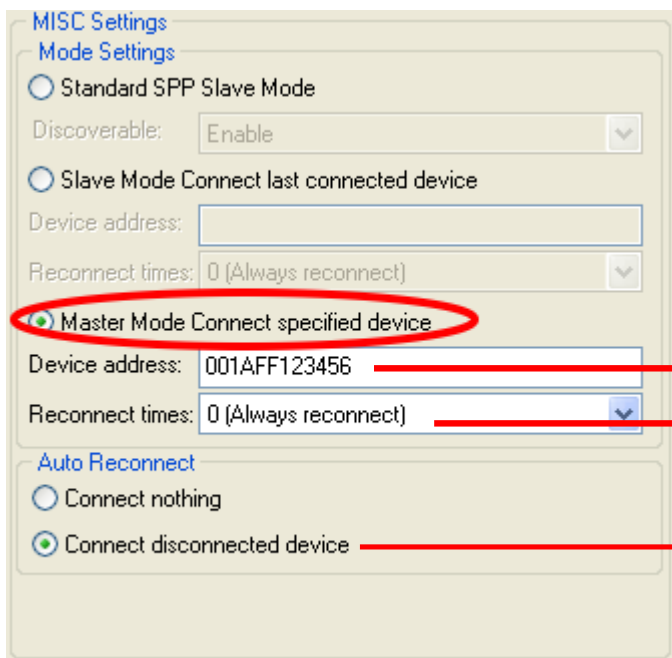 MISC Settings
Mode Settings
Standard SPP Slave Mode
Discoverable: Enable
Slave Mode Connect last connected device
Device address:
Reconnect times: 0 (Always reconnect)
Master Mode Connect specified device
Device address: 001AFF123456
Reconnect times: 0 (Always reconnect)
Auto Reconnect
Connect nothing
Connect disconnected device